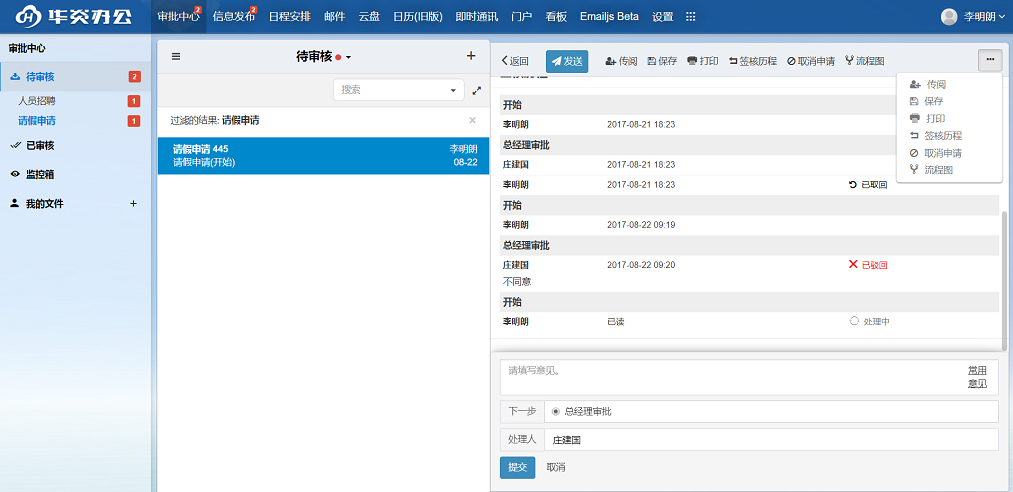 华炎办公 审批中心 2 信息发布 2 日程安排 邮件 云盘 日历(旧版) 即时通讯 门户 看板 Emailjs Beta 设置 李明朗
审批中心
待审核 2
人员招聘 1
请假申请 1
已审核
监控箱
我的文件 +
待审核 +
搜索
过滤的结果: 请假申请 ×
请假申请 445 李明朗
请假申请(开始) 08-22
返回 发送 传阅 保存 打印 签核历程 取消申请 流程图 ...
传阅
保存
打印
签核历程
取消申请
流程图
开始
李明朗 2017-08-21 18:23
总经理审批
庄建国 2017-08-21 18:23
李明朗 2017-08-21 18:23 已取回
开始
李明朗 2017-08-22 09:19
总经理审批
庄建国 2017-08-22 09:20 已驳回
不同意
开始
李明朗 已读 处理中
请填写意见。 常用
意见
下一步 总经理审批
处理人 庄建国
提交 取消